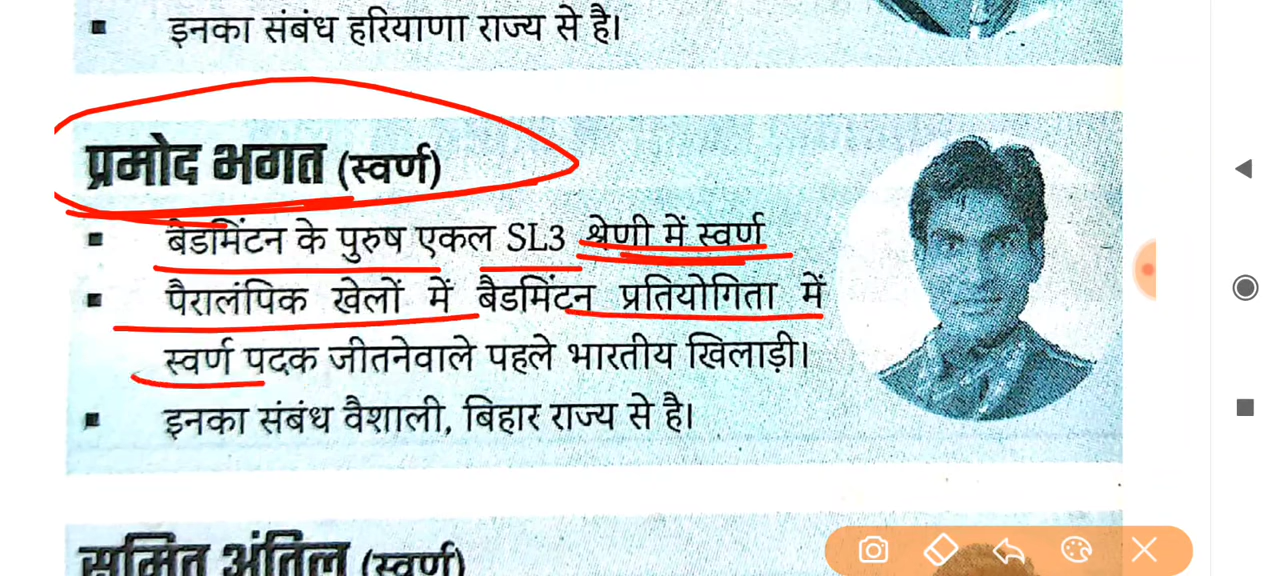 इनका संबंध हरियाणा राज्य से है।
प्रमोद भगत (स्वर्ण)
बैडमिंटन के पुरुष एकल SL3 श्रेणी में स्वर्ण
पैरालंपिक खेलों में बैडमिंटन प्रतियोगिता में
स्वर्ण पदक जीतनेवाले पहले भारतीय खिलाड़ी।
इनका संबंध वैशाली, बिहार राज्य से है।
सुमित अंतिल (स्वर्ण)